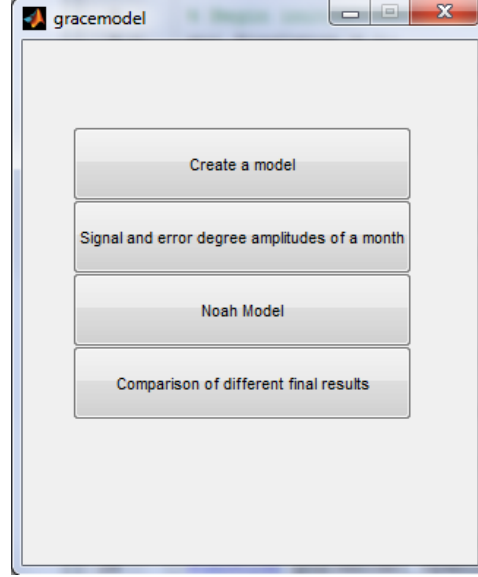 gracemodel
Create a model
Signal and error degree amplitudes of a month
Noah Model
Comparison of different final results